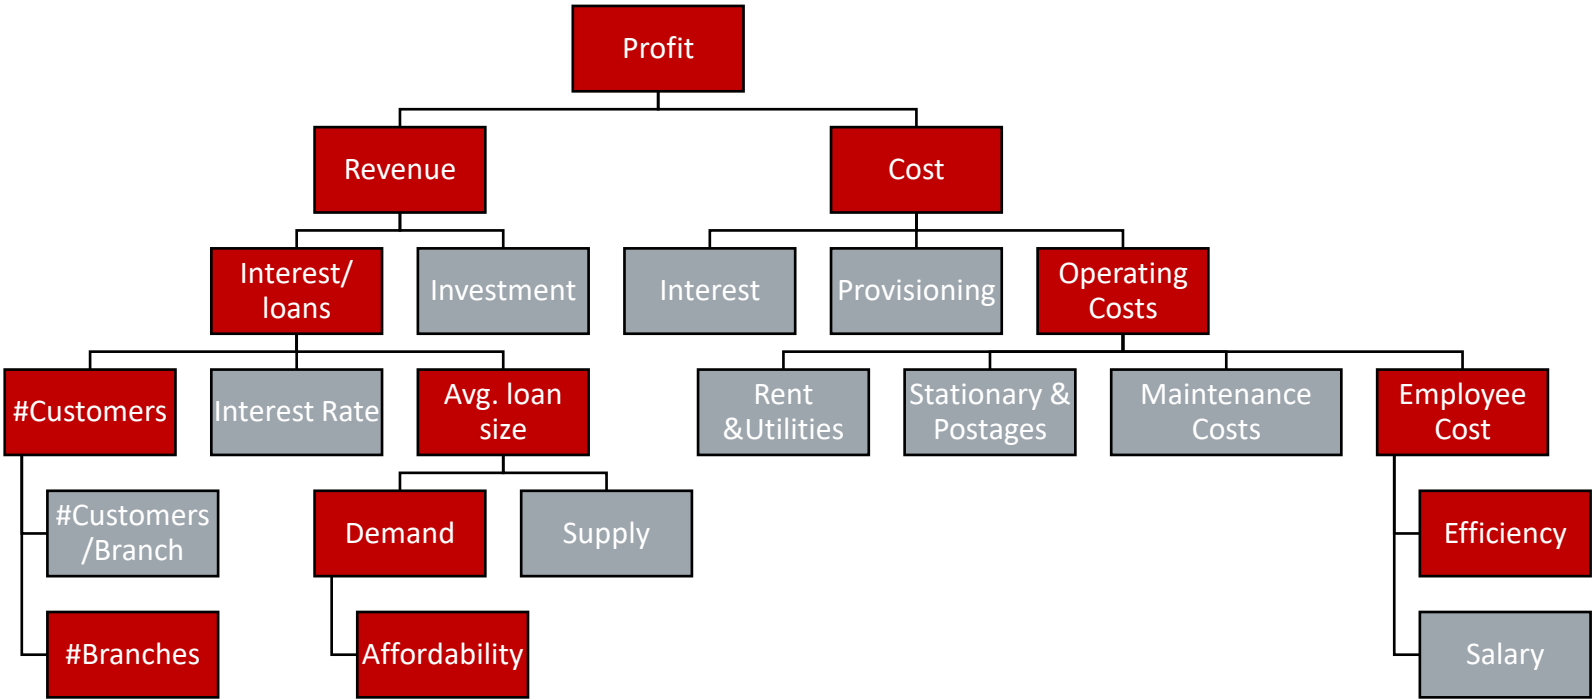 Profit
Revenue
Cost
Interest/
loans
Investment
Interest
Provisioning
Operating
Costs
#Customers
Interest Rate
Avg. loan
size
Rent
&Utilities
Stationary &
Postages
Maintenance
Costs
Employee
Cost
#Customers
/Branch
Demand
Supply
Efficiency
#Branches
Affordability
Salary